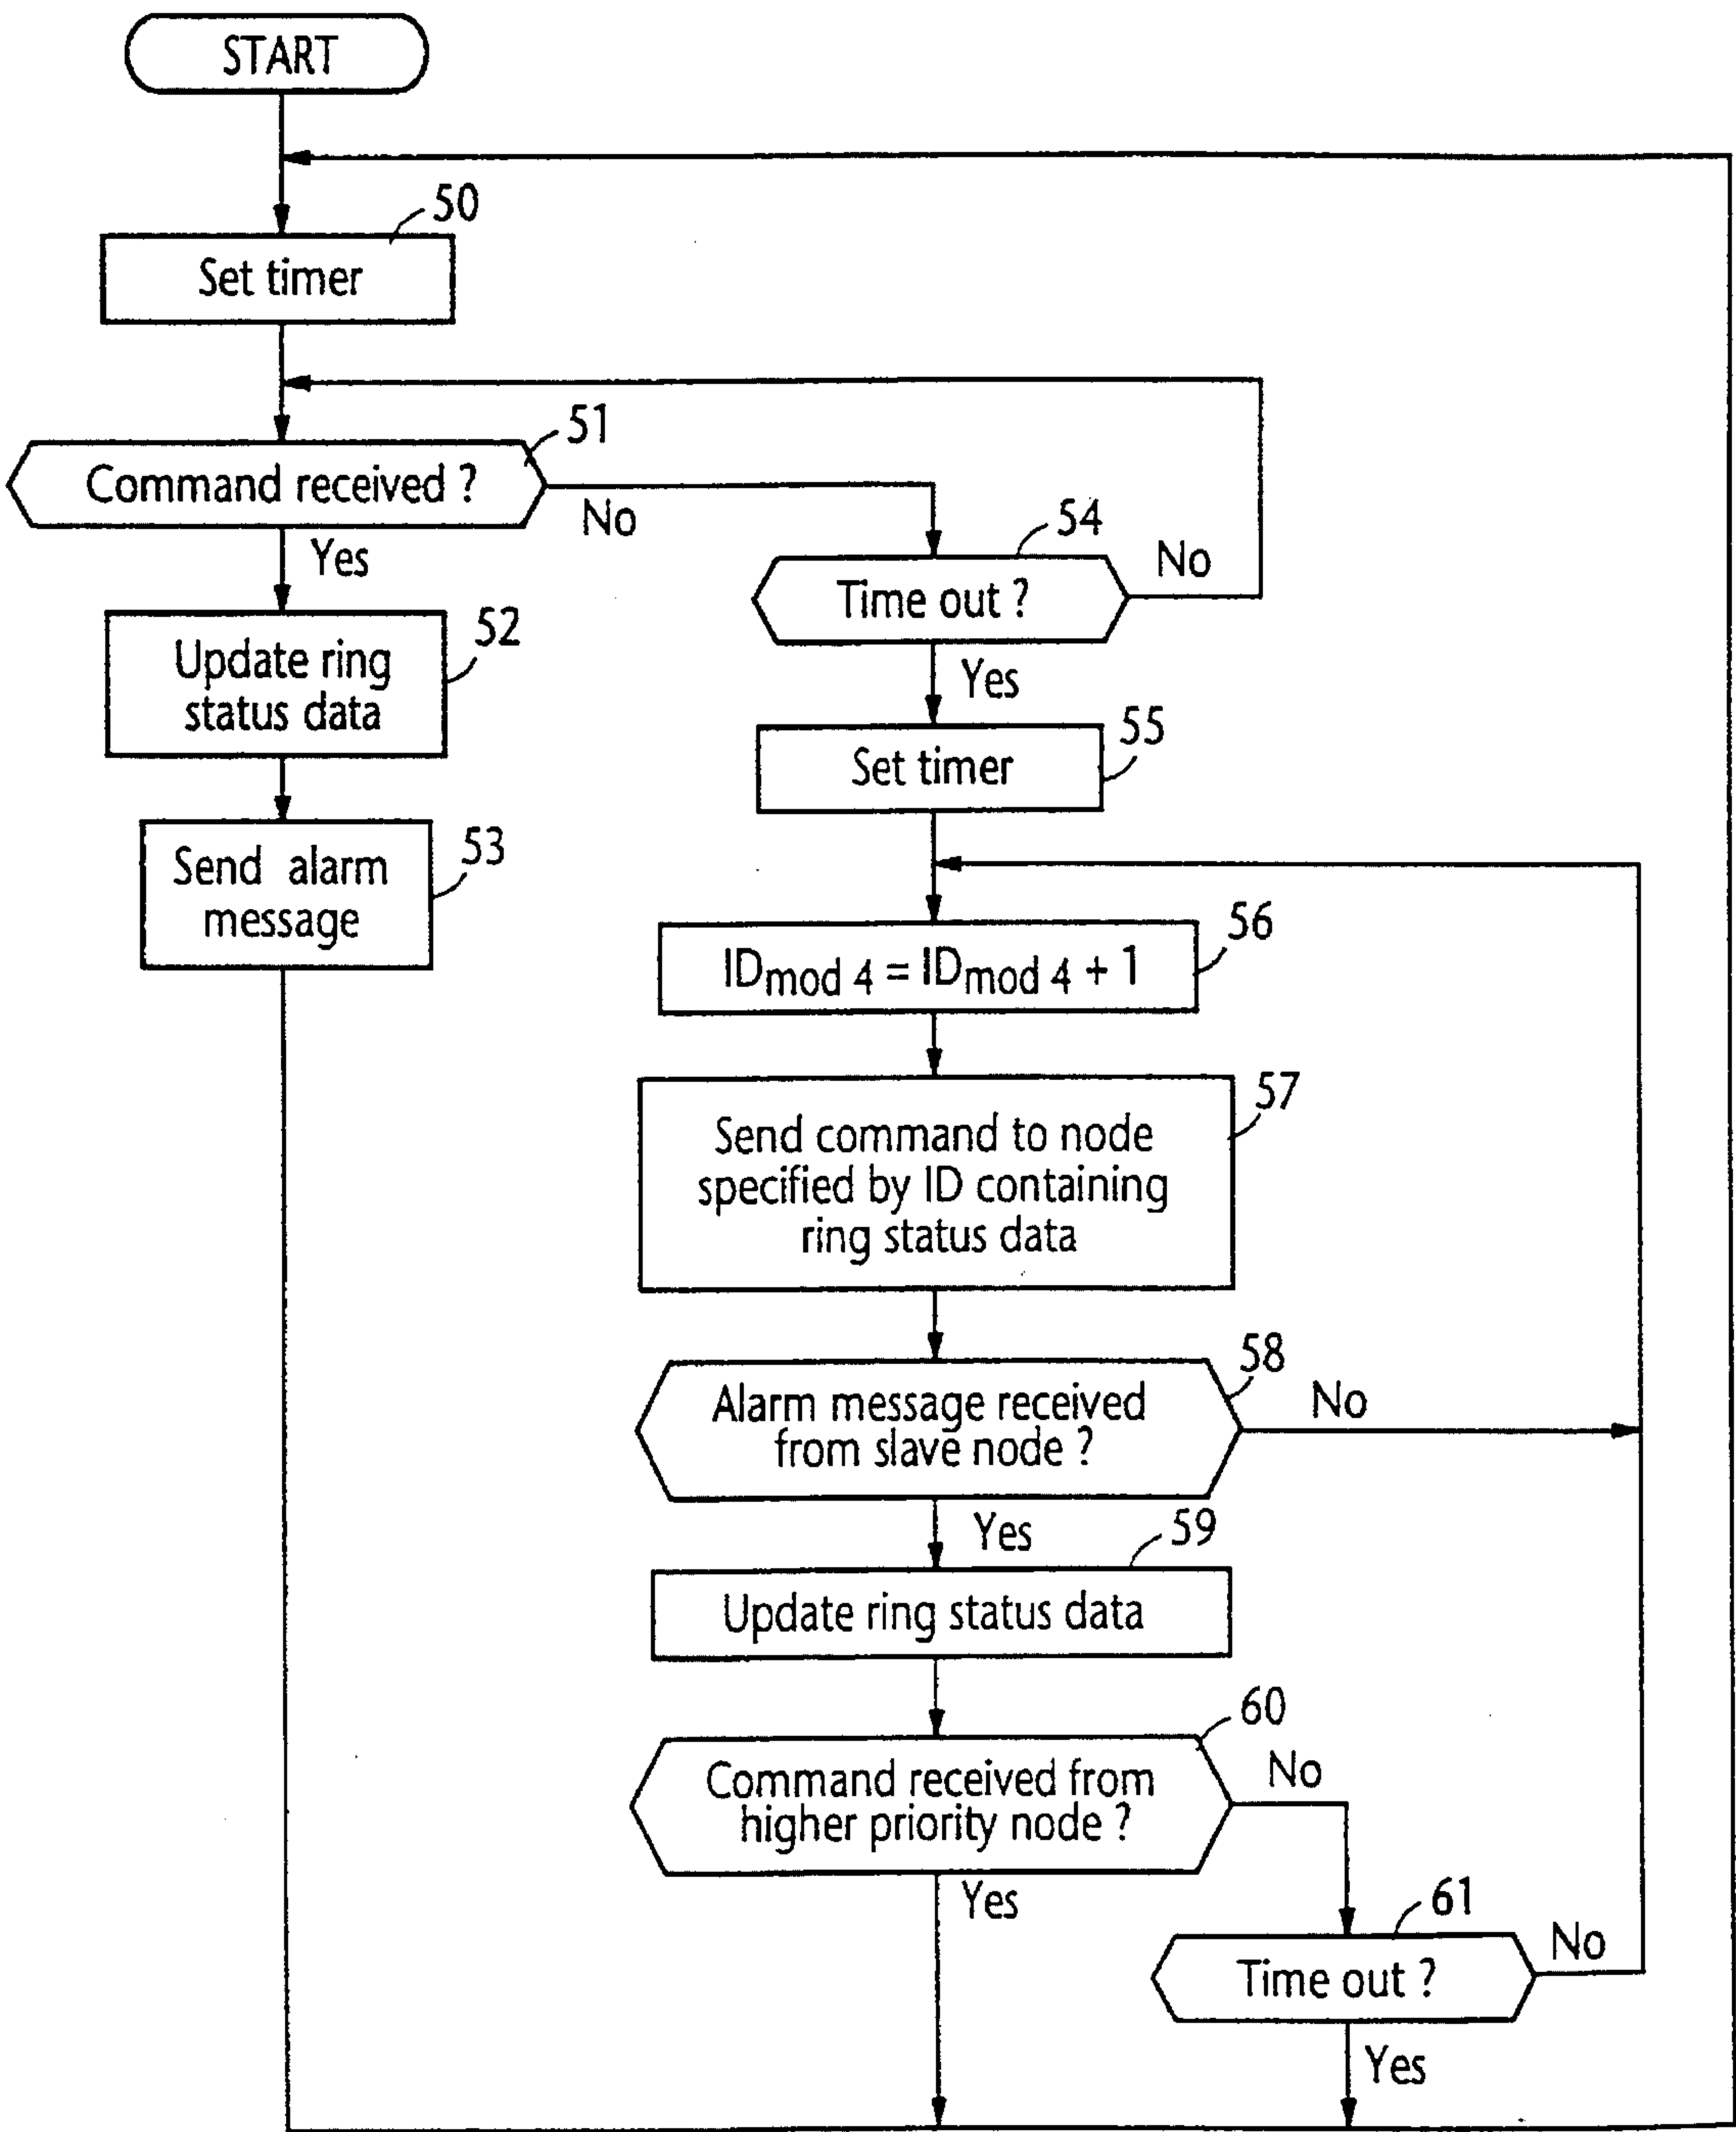 START
50
Set timer
51
Command received ?
No
Yes
54
Time out ?
No
52
Update ring
status data
Yes
55
Set timer
53
Send alarm
message
56
IDmod 4 = IDmod 4 + 1
57
Send command to node
specified by ID containing
ring status data
58
Alarm message received
from slave node ?
No
Yes
59
Update ring status data
60
Command received from
higher priority node ?
No
Yes
61
Time out ?
No
Yes